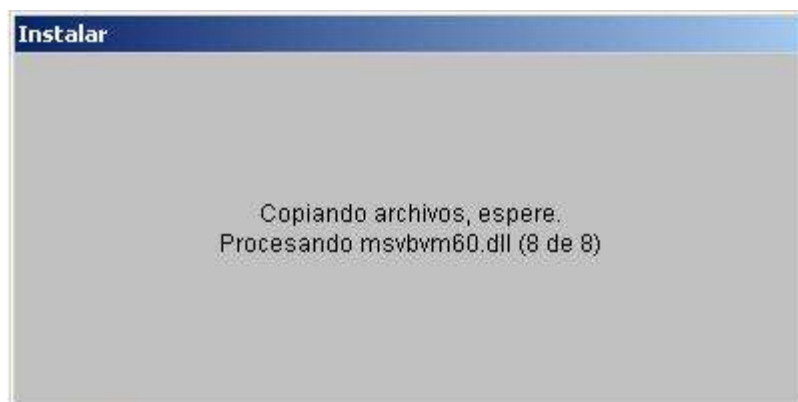 Instalar
Copiando archivos, espere.
Procesando msvbvm60.dll (8 de 8)